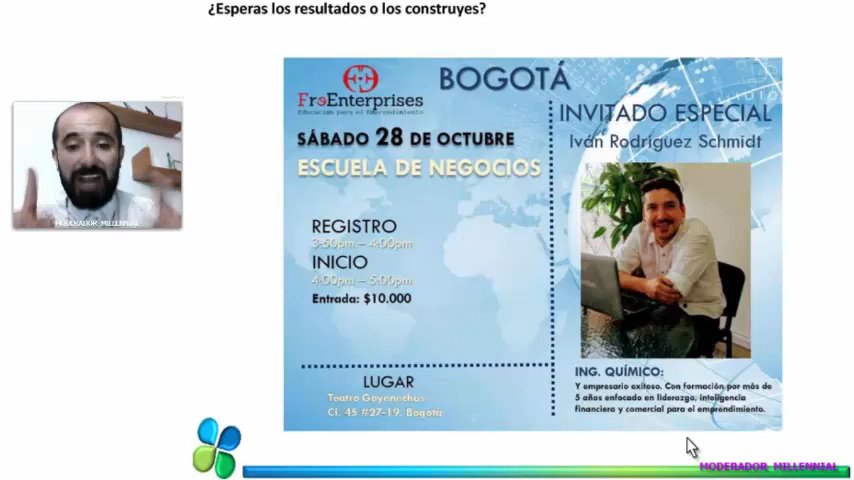 ¿Esperas los resultados o los construyes?
MODERADOR MILLENNIAL
FreEnterprises
Educación para el Emprendimiento
BOGOTÁ
SÁBADO 28 DE OCTUBRE
ESCUELA DE NEGOCIOS
REGISTRO
3:50pm – 4:00pm
INICIO
4:00pm – 5:00pm
Entrada: $10.000
LUGAR
Teatro Goyenechus
Cl. 45 #27-19. Bogotá
INVITADO ESPECIAL
Iván Rodríguez Schmidt
ING. QUÍMICO:
Y empresario exitoso. Con formación por más de
5 años enfocado en liderazgo, inteligencia
financiera y comercial para el emprendimiento.
MODERADOR MILLENNIAL